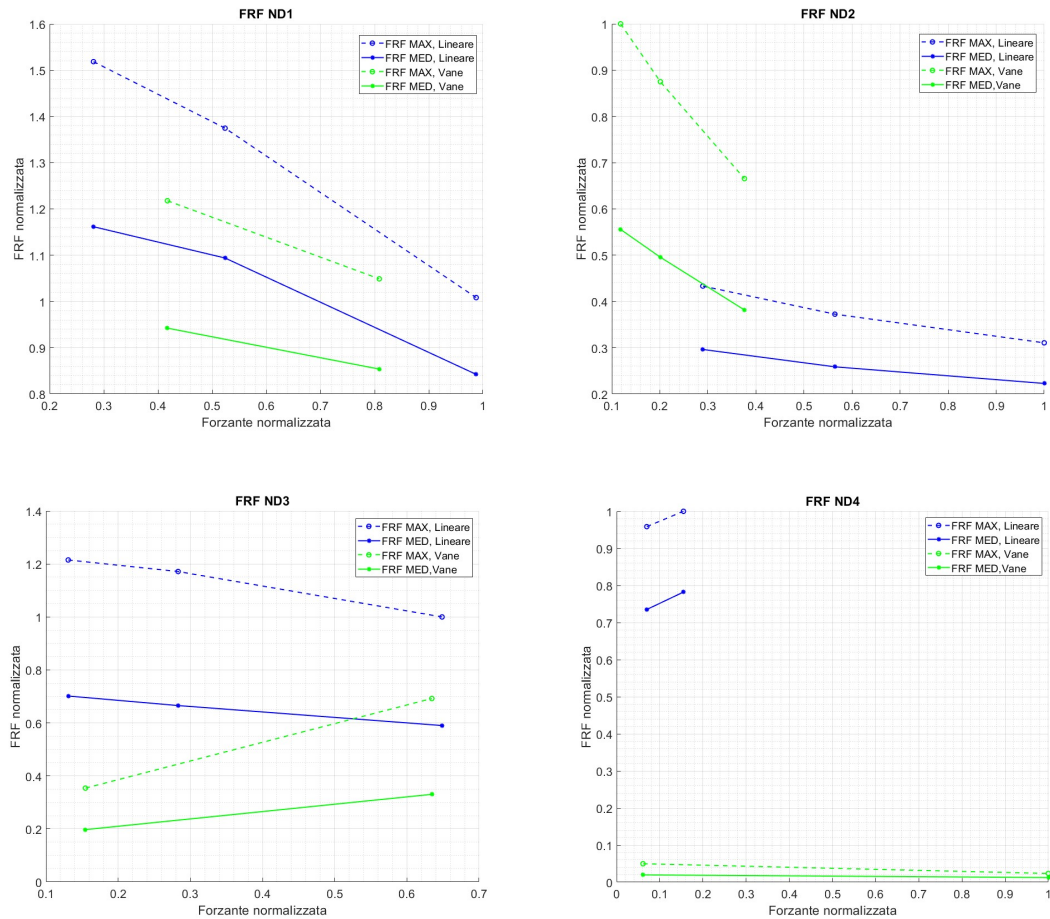 FRF ND1
FRF normalizzata
1.6
1.5
1.4
1.3
1.2
1.1
1
0.9
0.8
0.2 0.3 0.4 0.5 0.6 0.7 0.8 0.9 1
Forzante normalizzata
FRF MAX, Lineare
FRF MED, Lineare
FRF MAX, Vane
FRF MED, Vane
FRF ND2
FRF normalizzata
1
0.9
0.8
0.7
0.6
0.5
0.4
0.3
0.2
0.1 0.2 0.3 0.4 0.5 0.6 0.7 0.8 0.9 1
Forzante normalizzata
FRF MAX, Lineare
FRF MED, Lineare
FRF MAX, Vane
FRF MED,Vane
FRF ND3
FRF normalizzata
1.4
1.2
1
0.8
0.6
0.4
0.2
0
0.1 0.2 0.3 0.4 0.5 0.6 0.7
Forzante normalizzata
FRF MAX, Lineare
FRF MED, Lineare
FRF MAX, Vane
FRF MED,Vane
FRF ND4
FRF normalizzata
1
0.9
0.8
0.7
0.6
0.5
0.4
0.3
0.2
0.1
0
0 0.1 0.2 0.3 0.4 0.5 0.6 0.7 0.8 0.9 1
Forzante normalizzata
FRF MAX, Lineare
FRF MED, Lineare
FRF MAX, Vane
FRF MED,Vane